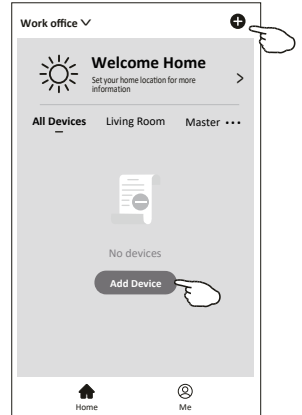 Work office
Welcome Home
Set your home location for more
information
All Devices Living Room Master ...
No devices
Add Device
Home Me